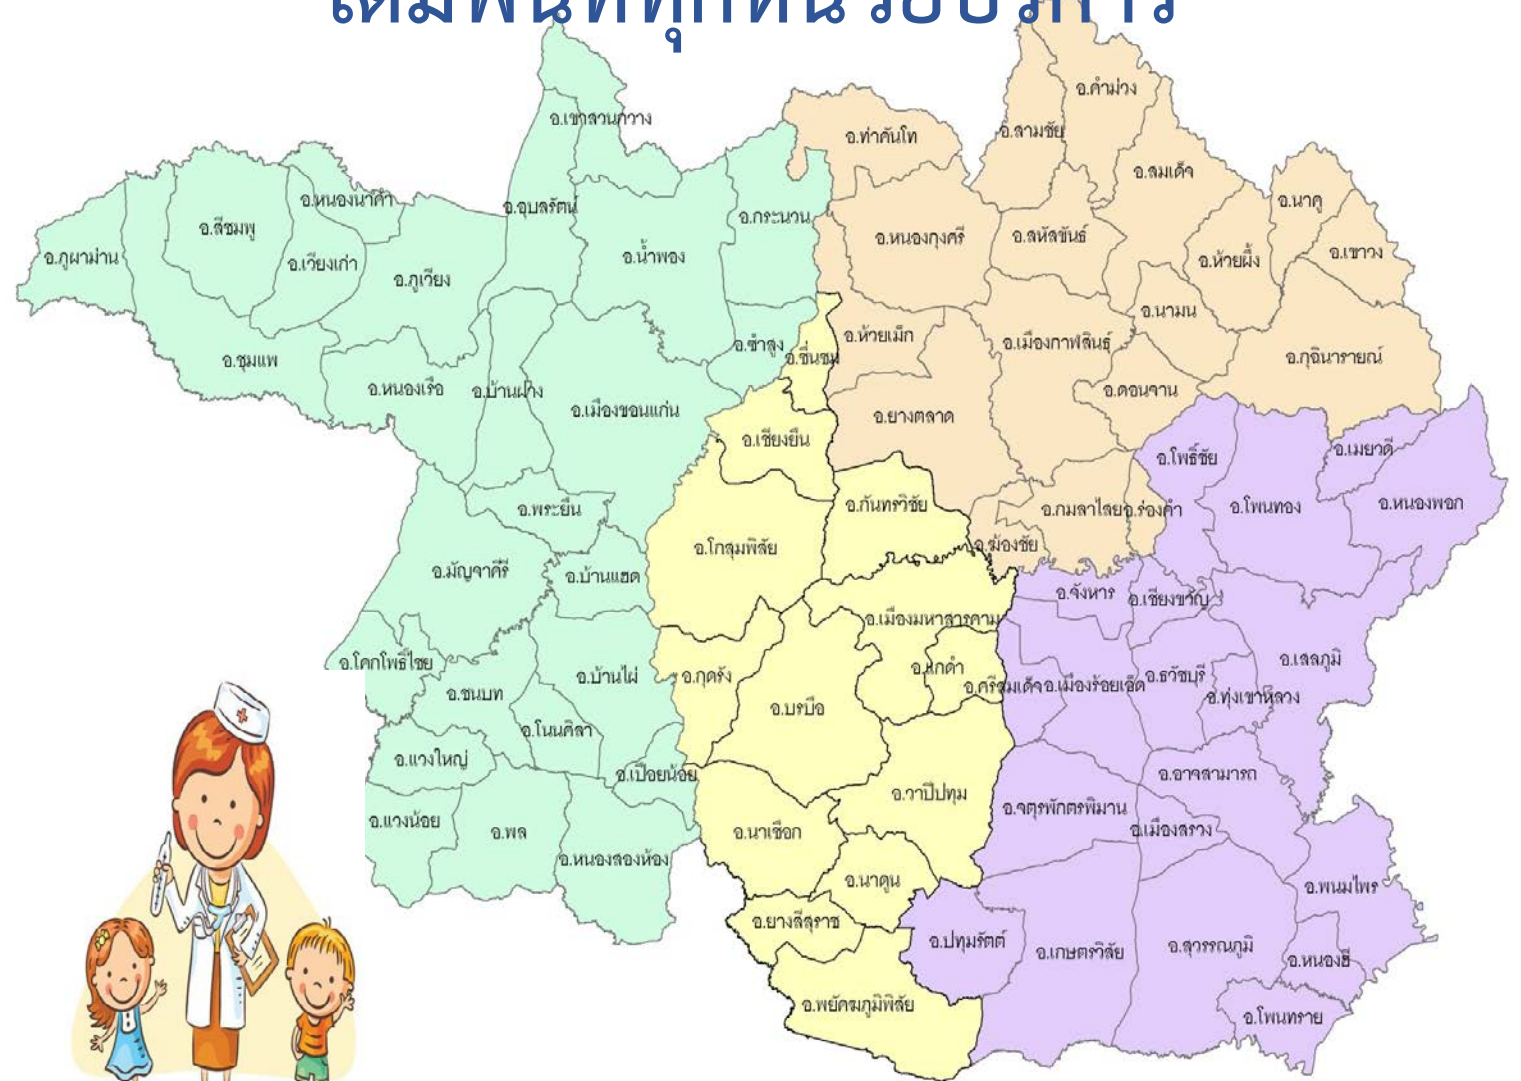 เต็มพื้นที่ทุกหน่วยบริการ
อ.คำม่วง
อ.เขาสวนกวาง
อ.สามชัย
อ.ท่าคันโท
อ.สมเด็จ
อ.หนองนาคำ
อ.อุบลรัตน์
อ.กระนวน
อ.นาคู
อ.สีชมพู
อ.หนองกุงศรี
อ.สหัสขันธ์
อ.เขาวง
อ.ภูผาม่าน
อ.เวียงเก่า
อ.น้ำพอง
อ.ห้วยผึ้ง
อ.ภูเวียง
อ.นามน
อ.ห้วยเม็ก
อ.เมืองกาฬสินธุ์
อ.ซำสูง
อ.ชื่นชม
อ.กุฉินารายณ์
อ.ชุมแพ
อ.หนองเรือ
อ.บ้านฝาง
อ.ดอนจาน
อ.เมืองขอนแก่น
อ.ยางตลาด
อ.เชียงยืน
อ.เมยวดี
อ.โพธิ์ชัย
อ.กันทรวิชัย
อ.หนองพอก
อ.พระยืน
อ.กมลาไสย
อ.ร่องคำ
อ.โพนทอง
อ.โกสุมพิสัย
อ.ฆ้องชัย
อ.มัญจาคีรี
อ.บ้านแฮด
อ.จังหาร
อ.เชียงขวัญ
อ.เมืองมหาสารคาม
อ.โคกโพธิ์ไชย
อ.แกดำ
อ.เสลภูมิ
อ.บ้านไผ่
อ.กุดรัง
อ.ธวัชบุรี
อ.ชนบท
อ.ศรีสมเด็จ
อ.เมืองร้อยเอ็ด
อ.ทุ่งเขาหลวง
อ.บรบือ
อ.โนนศิลา
อ.แวงใหญ่
อ.เปือยน้อย
อ.อาจสามารถ
อ.วาปีปทุม
อ.จตุรพักตรพิมาน
อ.แวงน้อย
อ.พล
อ.นาเชือก
อ.เมืองสรวง
อ.หนองสองห้อง
อ.นาดูน
อ.พนมไพร
อ.ยางสีสุราช
อ.ปทุมรัตต์
อ.เกษตรวิสัย
อ.สุวรรณภูมิ
อ.หนองฮี
อ.พยัคฆภูมิพิสัย
อ.โพนทราย